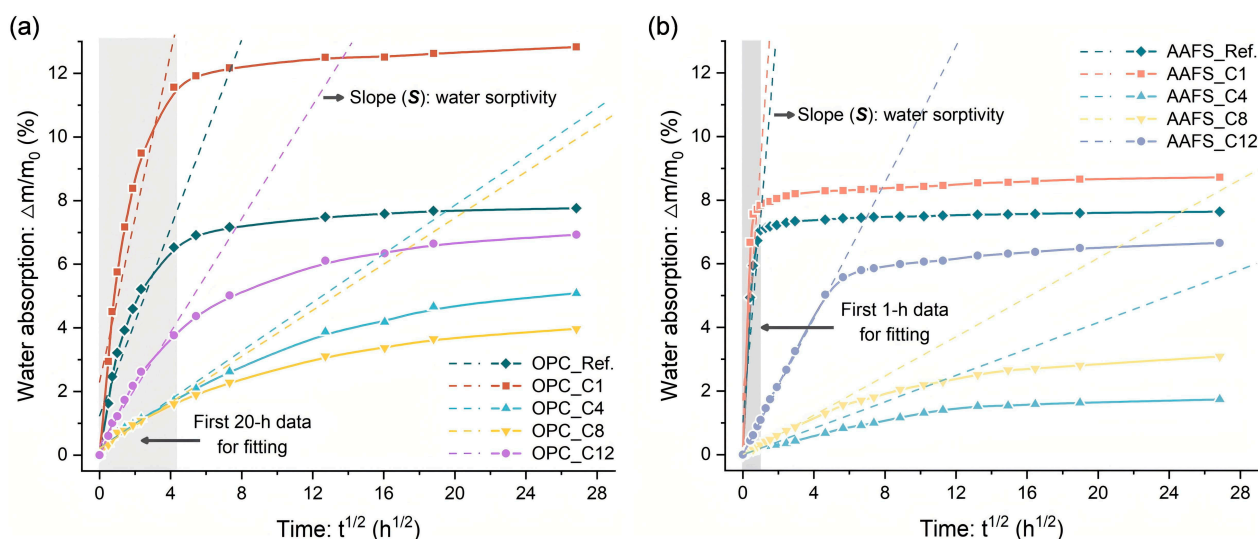 (a)
Water absorption: △m/m₀ (%)
12
10
8
6
4
2
0
Slope (S): water sorptivity
First 20-h data
for fitting
OPC_Ref.
OPC_C1
OPC_C4
OPC_C8
OPC_C12
0 4 8 12 16 20 24 28
Time: t^1/2 (h^1/2)
(b)
Water absorption: △m/m₀ (%)
12
10
8
6
4
2
0
AAFS_Ref.
AAFS_C1
AAFS_C4
AAFS_C8
AAFS_C12
Slope (S): water sorptivity
First 1-h data
for fitting
0 4 8 12 16 20 24 28
Time: t^1/2 (h^1/2)